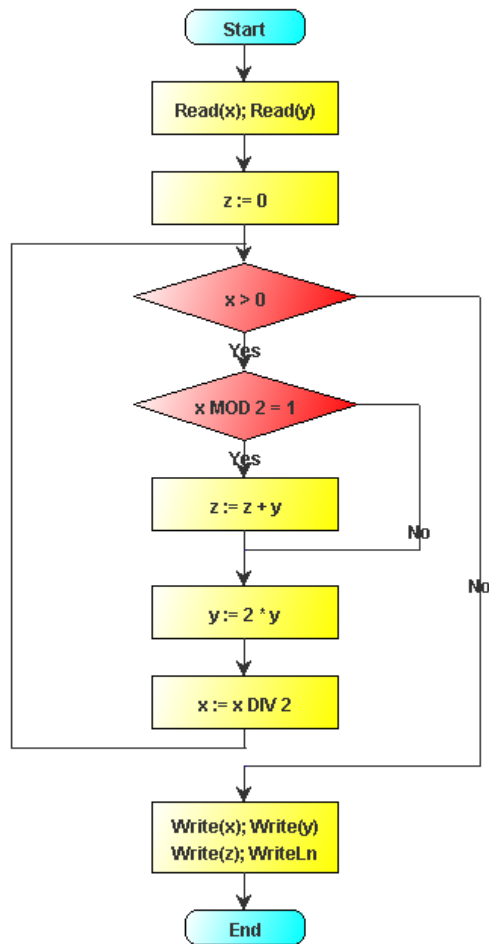 Start
Read(x); Read(y)
z := 0
x > 0
Yes
x MOD 2 = 1
Yes
z := z + y
No
y := 2 * y
No
x := x DIV 2
Write(x); Write(y)
Write(z); WriteLn
End